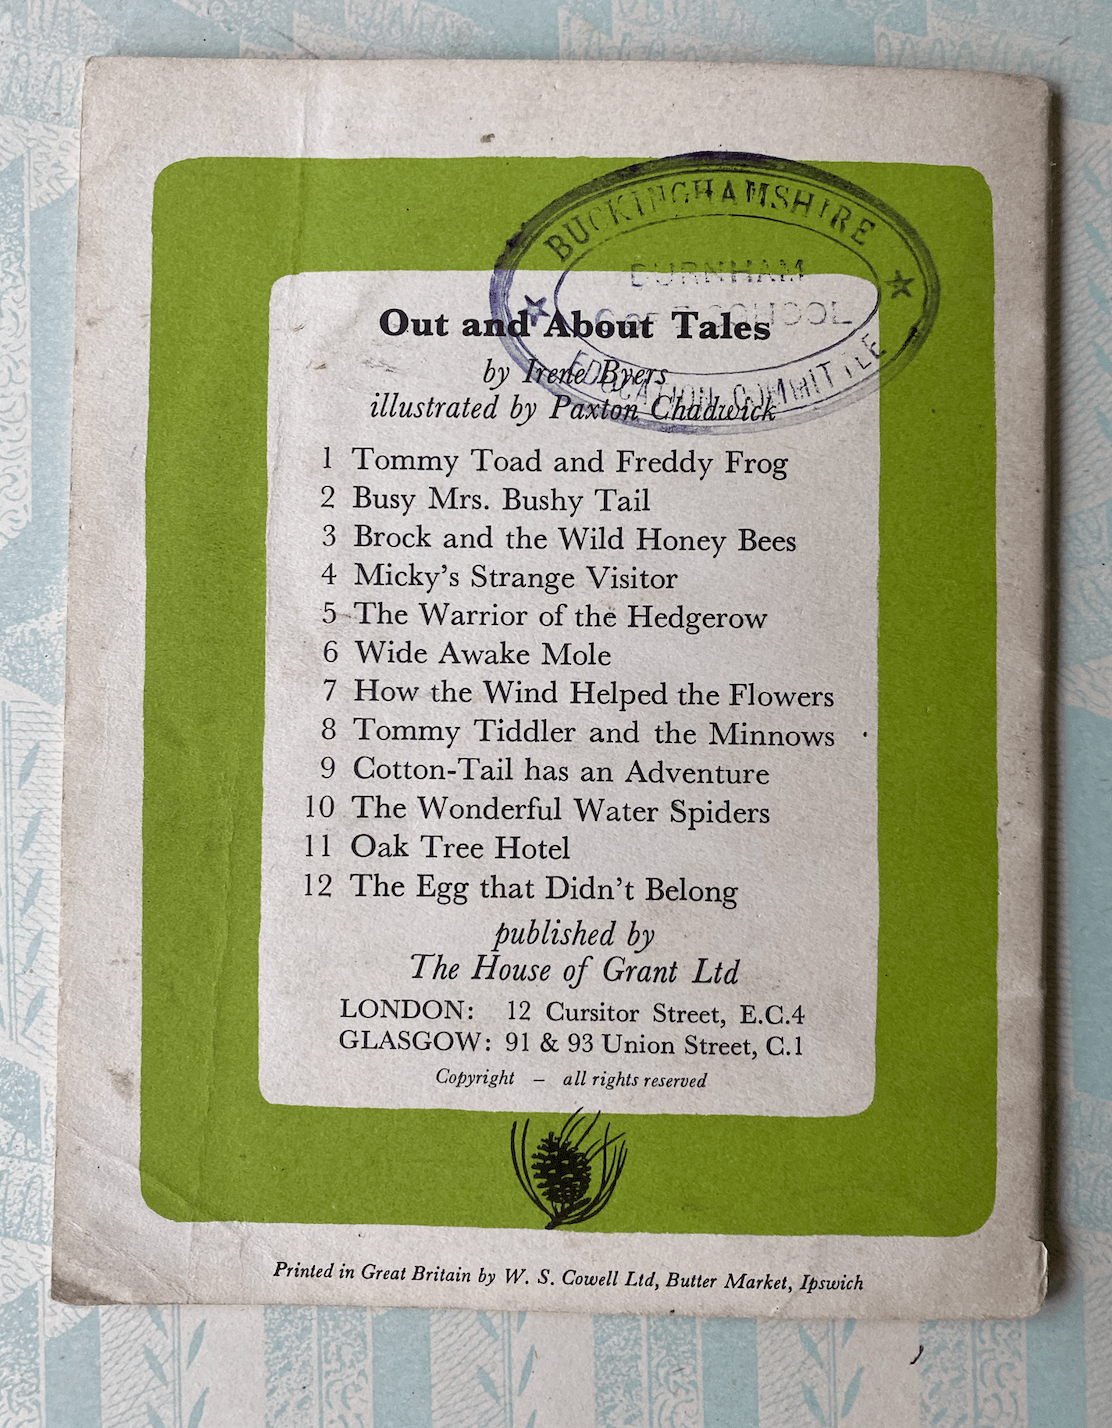 BUCKINGHAMSHIRE
BURNHAM
SCHOOL
EDUCATION COMMITTEE
Out and About Tales
by Irene Byers
illustrated by Paxton Chadwick
1 Tommy Toad and Freddy Frog
2 Busy Mrs. Bushy Tail
3 Brock and the Wild Honey Bees
4 Micky's Strange Visitor
5 The Warrior of the Hedgerow
6 Wide Awake Mole
7 How the Wind Helped the Flowers
8 Tommy Tiddler and the Minnows
9 Cotton-Tail has an Adventure
10 The Wonderful Water Spiders
11 Oak Tree Hotel
12 The Egg that Didn't Belong
published by
The House of Grant Ltd
LONDON: 12 Cursitor Street, E.C.4
GLASGOW: 91 & 93 Union Street, C.1
Copyright – all rights reserved
Printed in Great Britain by W. S. Cowell Ltd, Butter Market, Ipswich